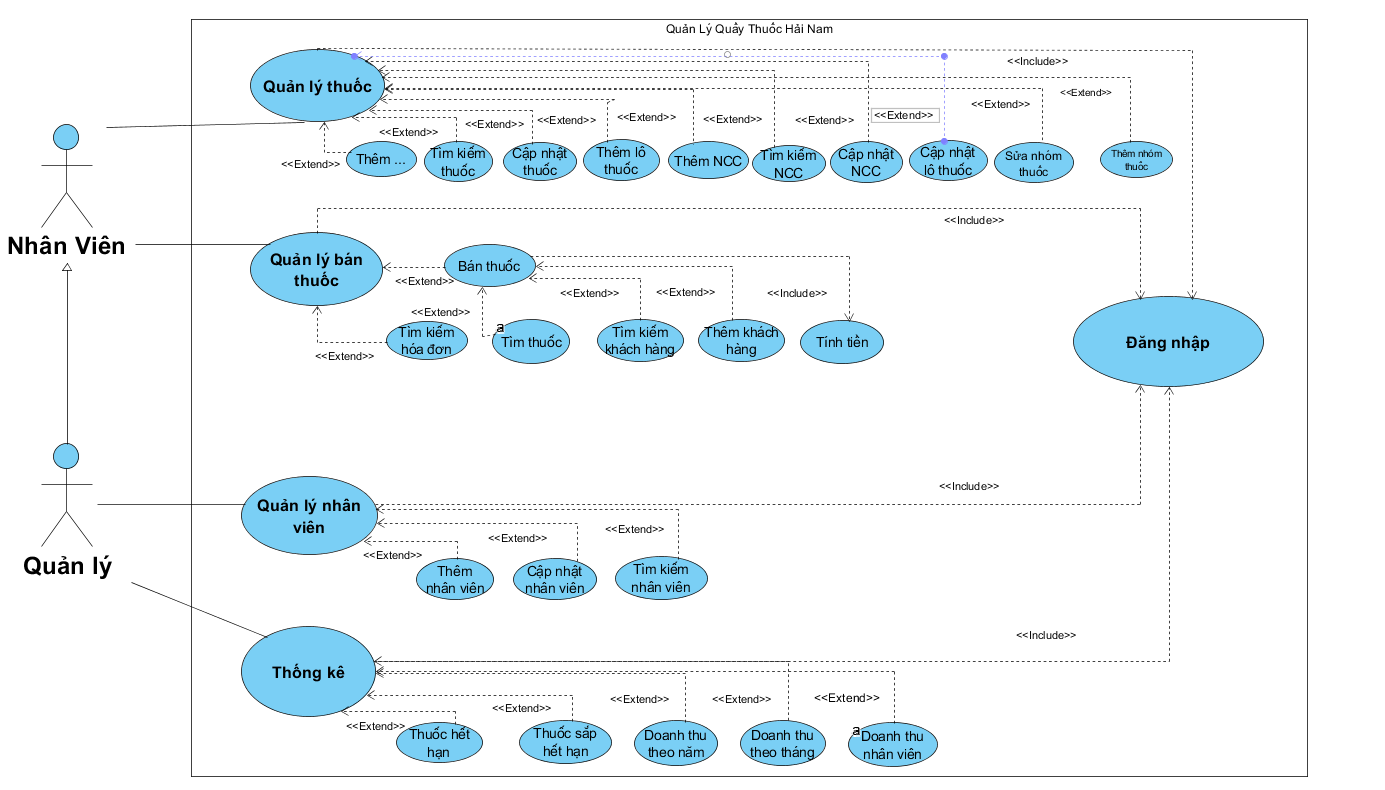 Quản Lý Quầy Thuốc Hải Nam
<<Include>>
Quản lý thuốc
<<Extend>>
<<Extend>>
<<Extend>>
<<Extend>>
<<Extend>>
<<Extend>>
<<Extend>>
<<Extend>>
<<Extend>>
<<Extend>>
Thêm ...
Tìm kiếm
thuốc
Cập nhật
thuốc
Thêm lô
thuốc
Thêm NCC
Tìm kiếm
NCC
Cập nhật
NCC
Cập nhật
lô thuốc
Sửa nhóm
thuốc
Thêm nhóm
thuốc
Nhân Viên
<<Include>>
Quản lý bán
thuốc
Bán thuốc
<<Extend>>
<<Extend>>
<<Extend>>
<<Include>>
<<Extend>>
<<Extend>>
Tìm kiếm
hóa đơn
a
Tìm thuốc
Tìm kiếm
khách hàng
Thêm khách
hàng
Tính tiền
Đăng nhập
<<Include>>
Quản lý nhân
viên
<<Extend>>
<<Extend>>
<<Extend>>
Quản lý
Thêm
nhân viên
Cập nhật
nhân viên
Tìm kiếm
nhân viên
<<Include>>
Thống kê
<<Extend>>
<<Extend>>
<<Extend>>
<<Extend>>
<<Extend>>
Thuốc hết
hạn
Thuốc sắp
hết hạn
Doanh thu
theo năm
Doanh thu
theo tháng
a
Doanh thu
nhân viên